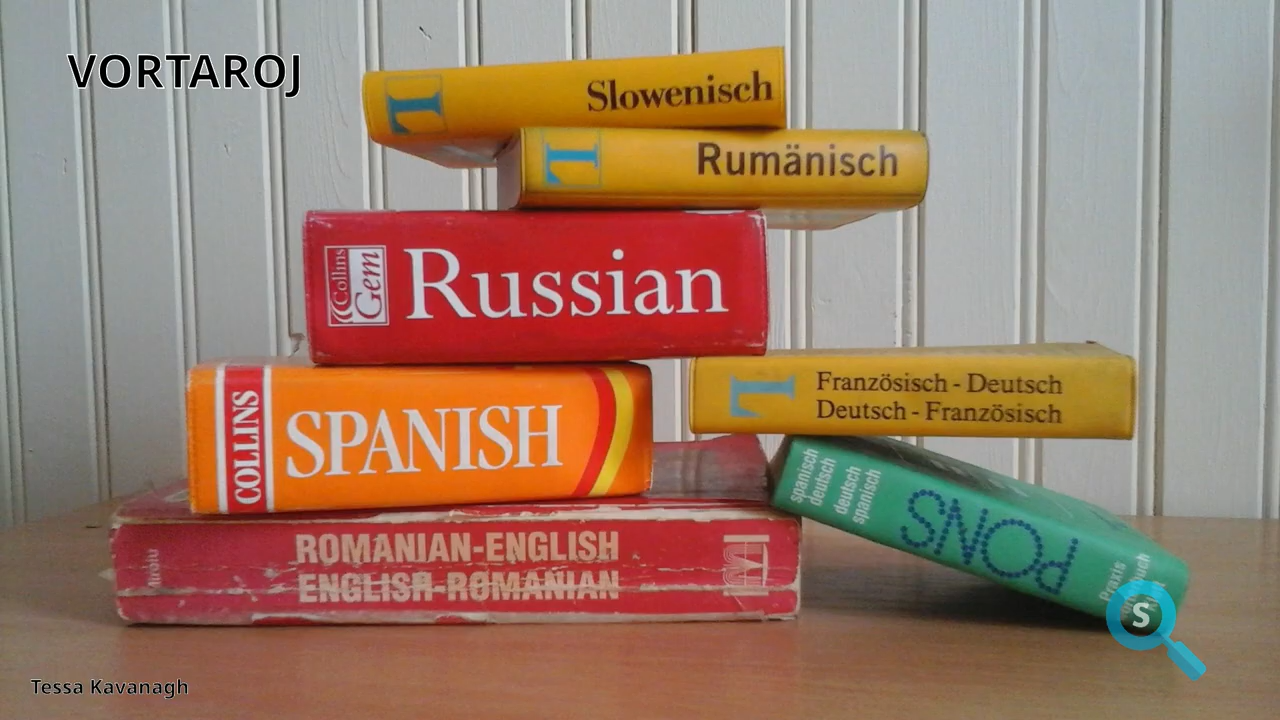 VORTAROJ
L
Slowenisch
L
Rumänisch
Collins
Gem
Russian
COLLINS
SPANISH
L
Französisch - Deutsch
Deutsch - Französisch
spanisch
deutsch
deutsch
spanisch
PONS
Praxis
ROMANIAN-ENGLISH
ENGLISH-ROMANIAN
S
Tessa Kavanagh